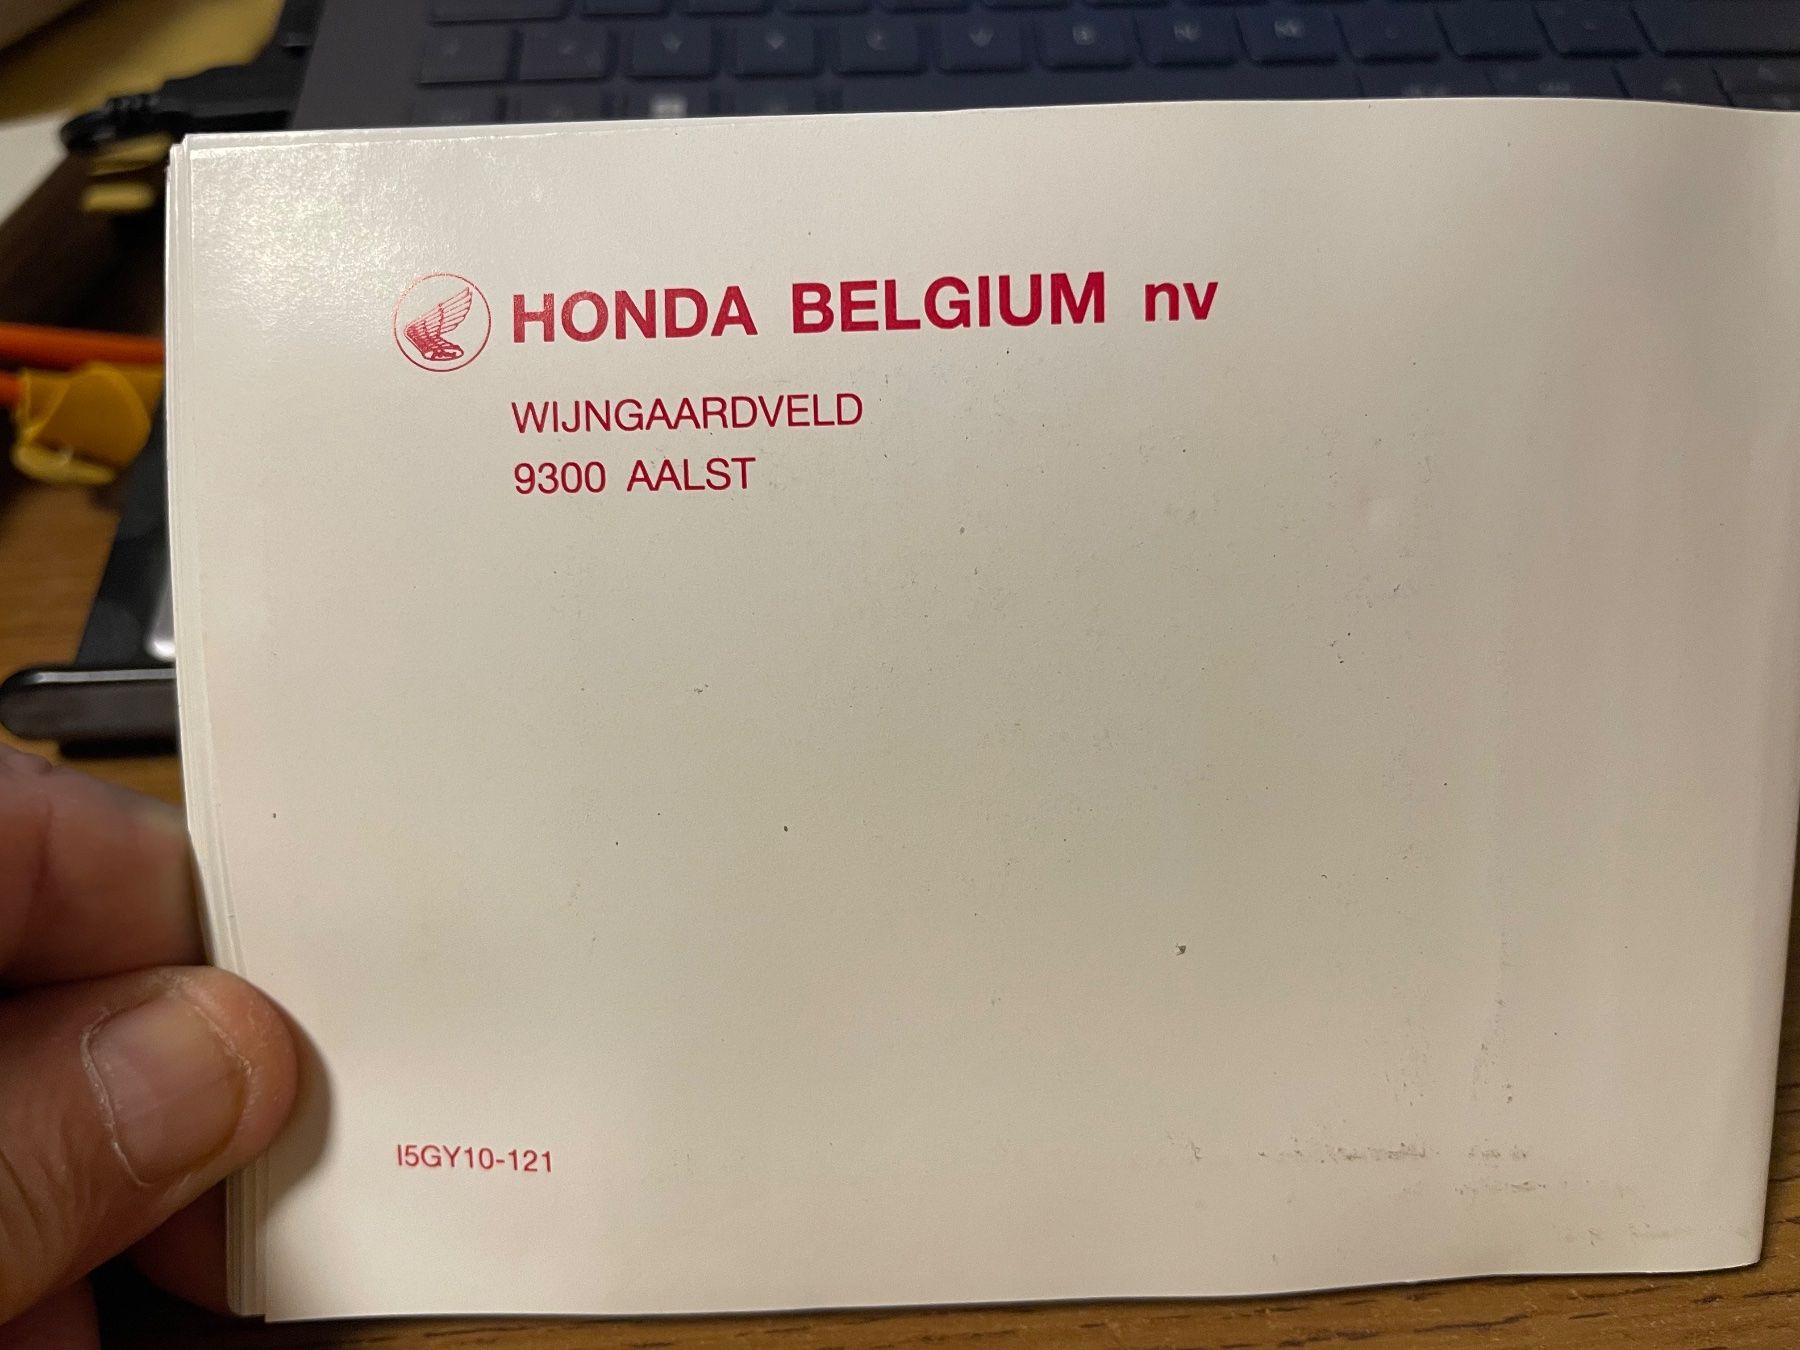 HONDA BELGIUM nv
WIJNGAARDVELD
9300 AALST
I5GY10-121